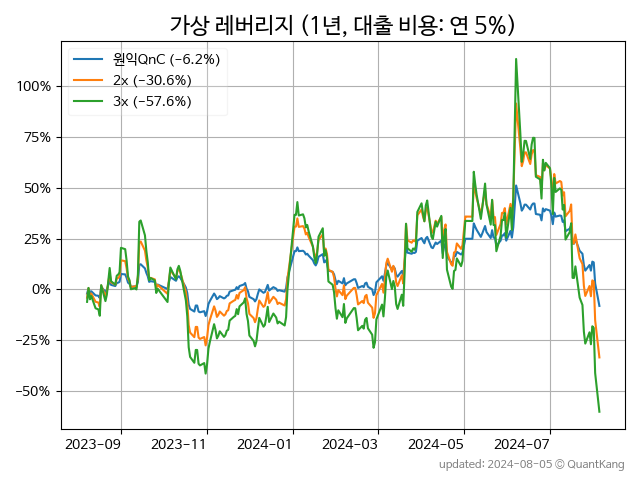 가상 레버리지 (1년, 대출 비용: 연 5%)
원익QnC (−6.2%)
2x (−30.6%)
3x (−57.6%)
100%
75%
50%
25%
0%
−25%
−50%
2023-09
2023-11
2024-01
2024-03
2024-05
2024-07
updated: 2024-08-05 © QuantKang